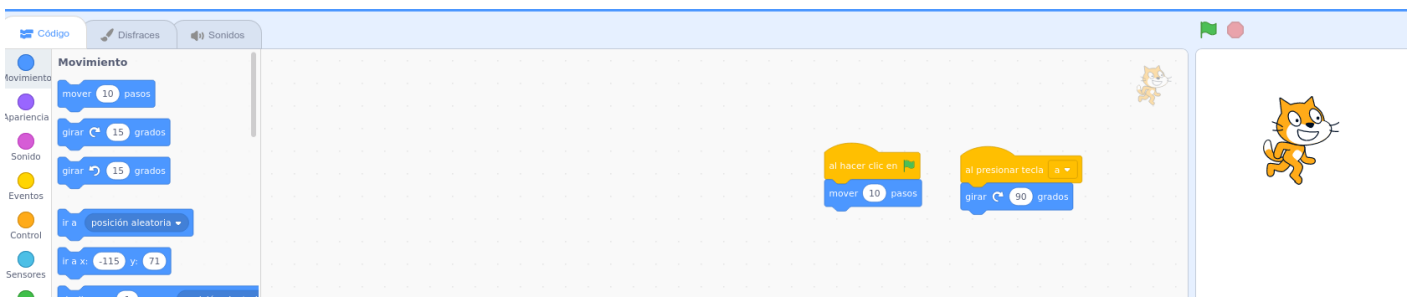 Código
Disfraces
Sonidos
Movimiento
Apariencia
Sonido
Eventos
Control
Sensores
Movimiento
mover 10 pasos
girar 15 grados
girar 15 grados
ir a posición aleatoria
ir a x: -115 y: 71
al hacer clic en
mover 10 pasos
al presionar tecla a
girar 90 grados